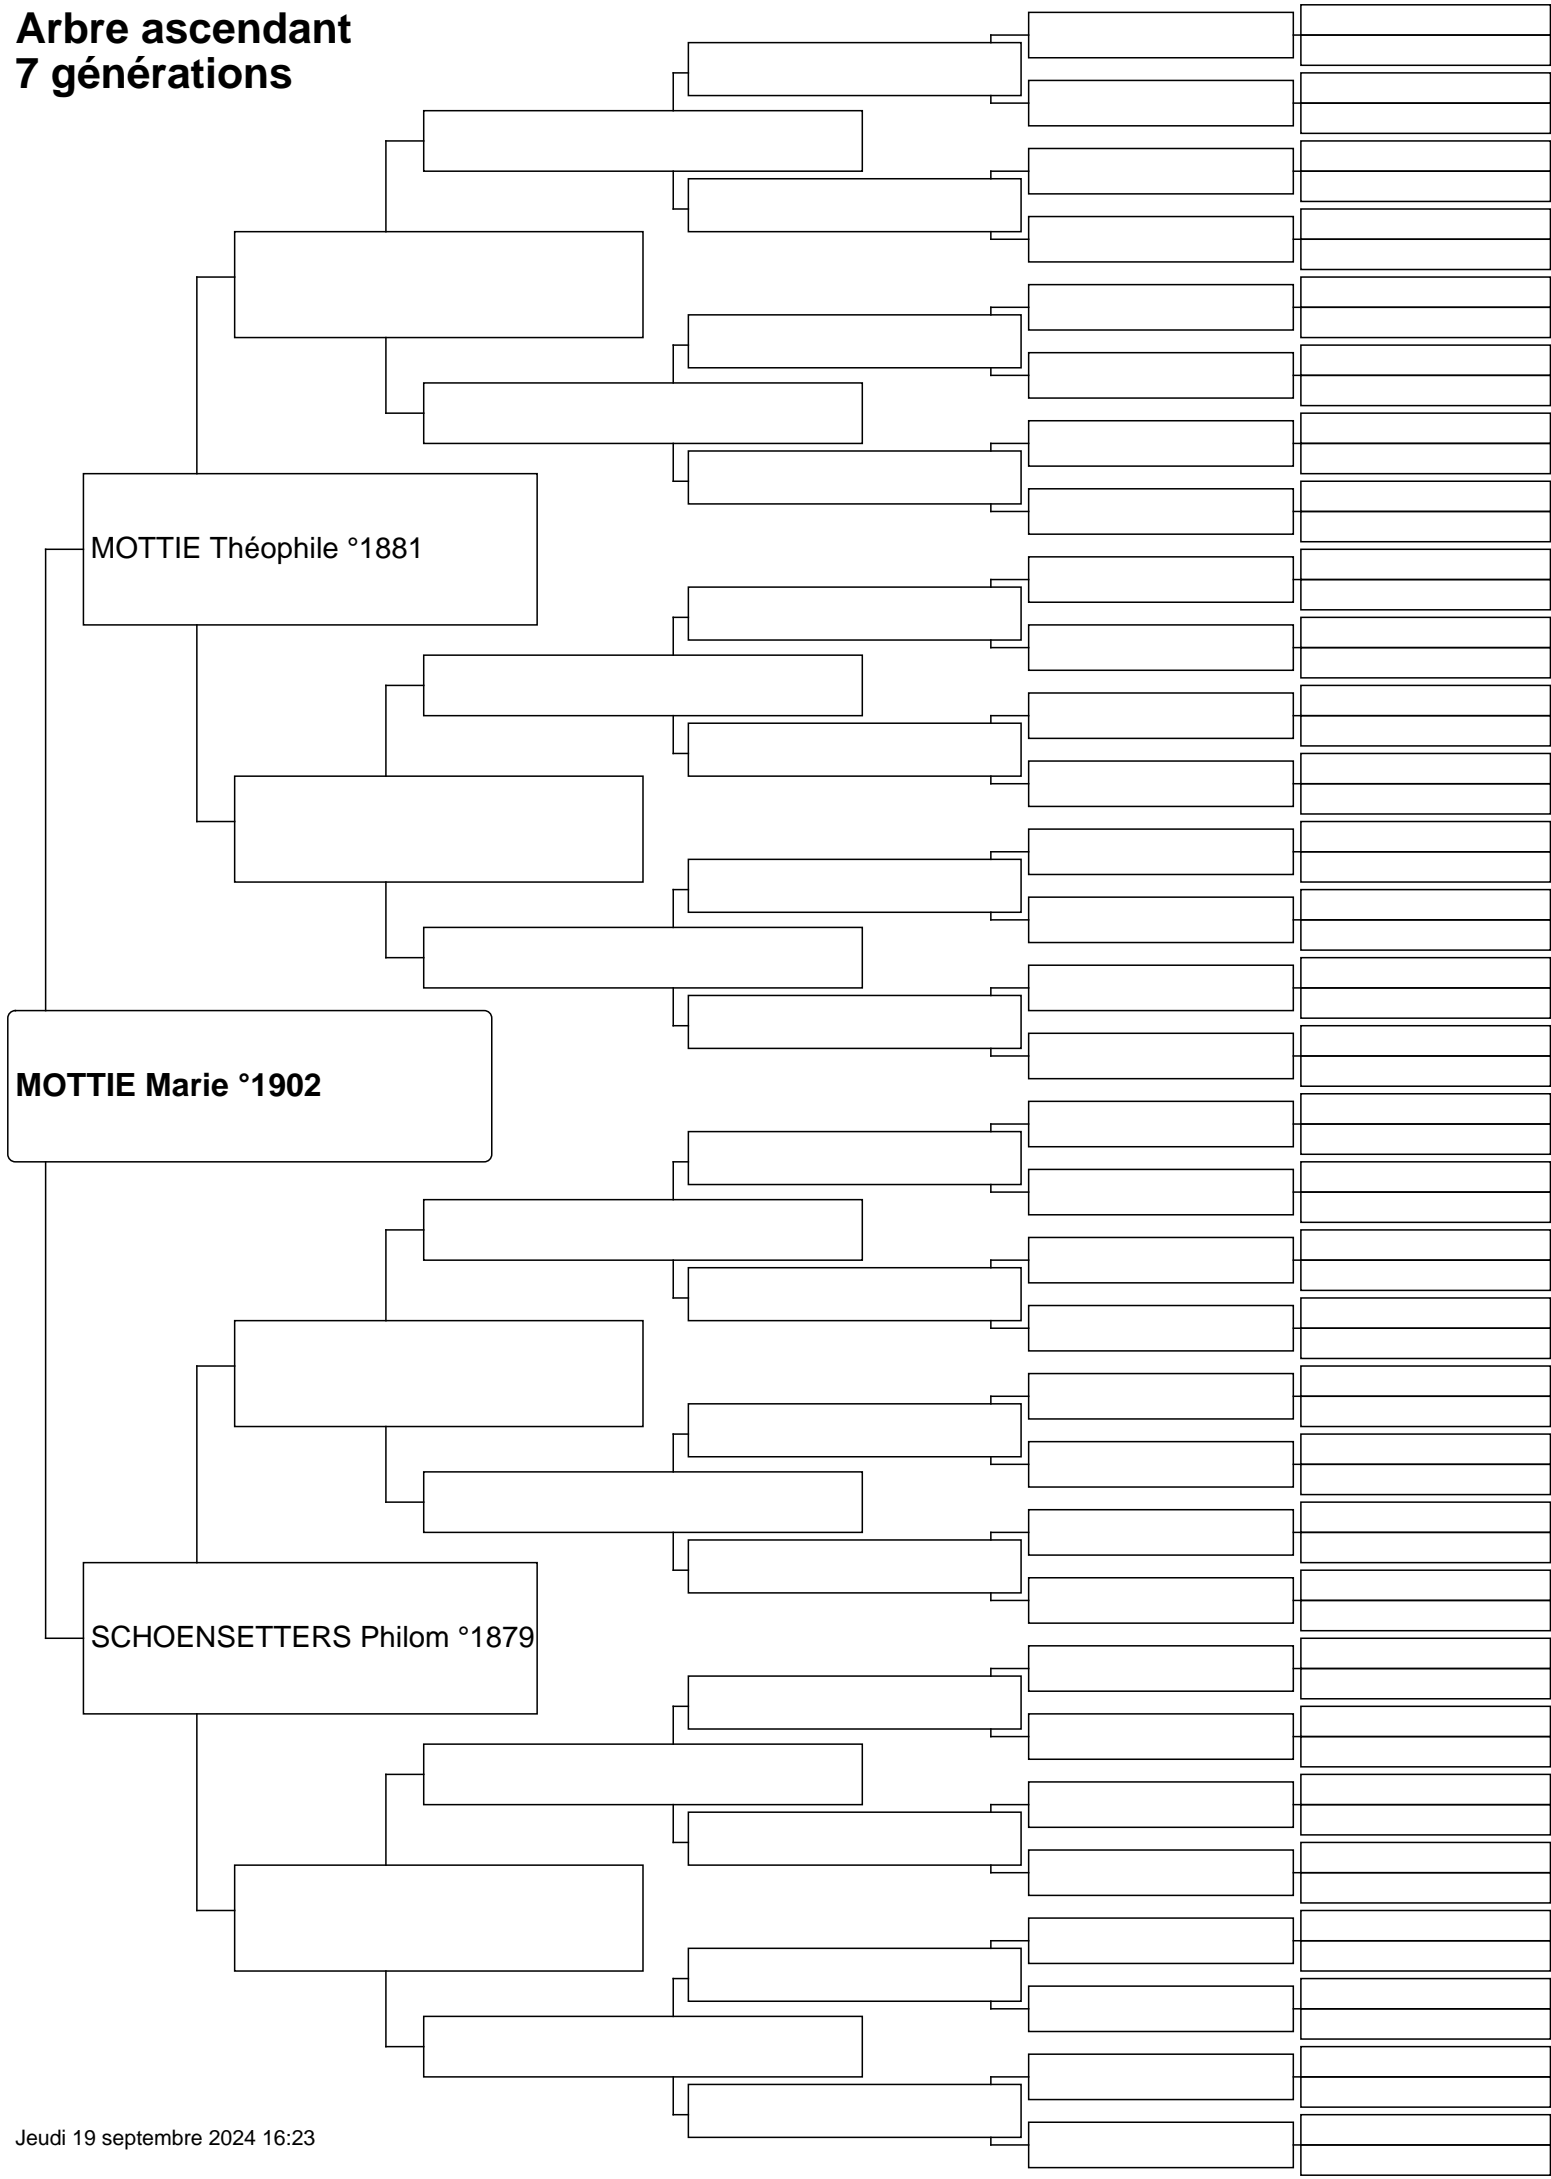 Arbre ascendant
7 générations
MOTTIE Théophile °1881
MOTTIE Marie °1902
SCHOENSETTERS Philom °1879
Jeudi 19 septembre 2024 16:23